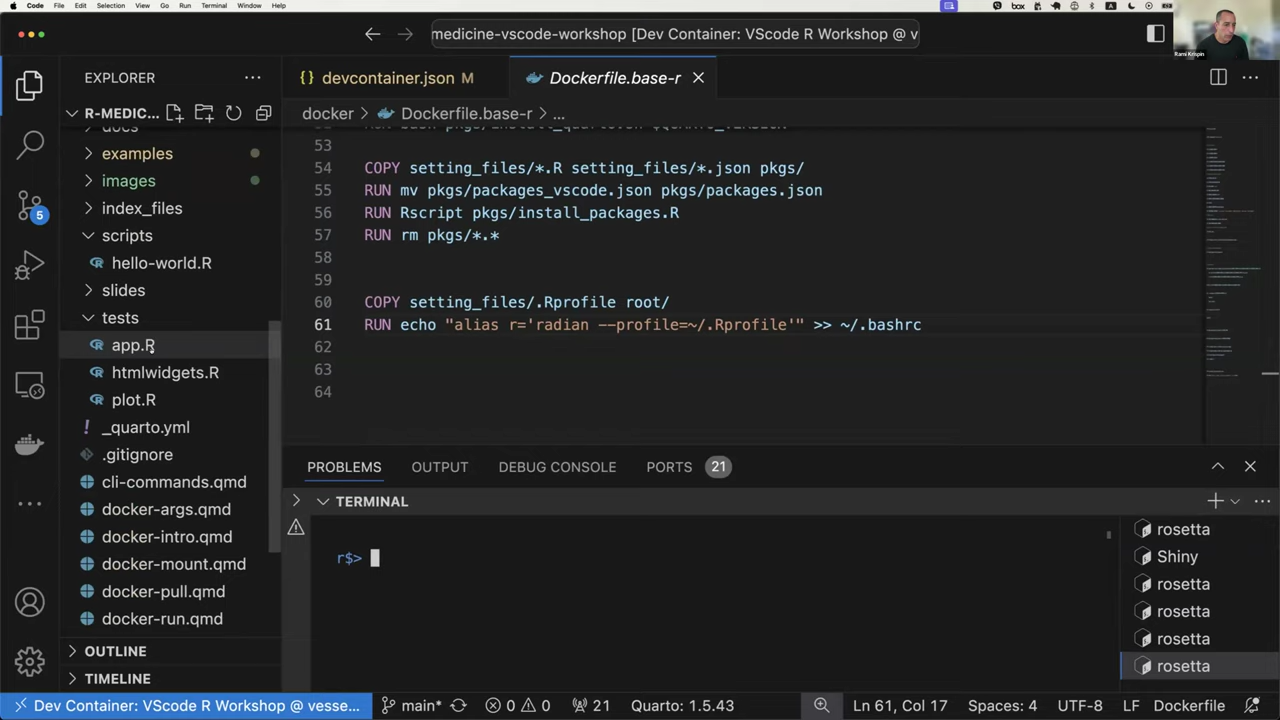 Code File Edit Selection View Go Run Terminal Window Help
box
medicine-vscode-workshop [Dev Container: VScode R Workshop @ v
Rami Krispin
EXPLORER
devcontainer.json M
Dockerfile.base-r
R-MEDIC...
docker > Dockerfile.base-r > ...
docs
examples
images
index_files
scripts
hello-world.R
slides
tests
app.R
htmlwidgets.R
plot.R
_quarto.yml
.gitignore
cli-commands.qmd
docker-args.qmd
docker-intro.qmd
docker-mount.qmd
docker-pull.qmd
docker-run.qmd
OUTLINE
TIMELINE
5
53
54 COPY setting_files/*.R setting_files/*.json pkgs/
55 RUN mv pkgs/packages_vscode.json pkgs/packages.json
56 RUN Rscript pkgs/install_packages.R
57 RUN rm pkgs/*.*
58
59
60 COPY setting_files/.Rprofile root/
61 RUN echo "alias r='radian --profile=~/.Rprofile'" >> ~/.bashrc
62
63
64
PROBLEMS OUTPUT DEBUG CONSOLE PORTS 21
TERMINAL
r$>
rosetta
Shiny
rosetta
rosetta
rosetta
rosetta
Dev Container: VScode R Workshop @ vesse... main* 0 0 21 Quarto: 1.5.43 Ln 61, Col 17 Spaces: 4 UTF-8 LF Dockerfile